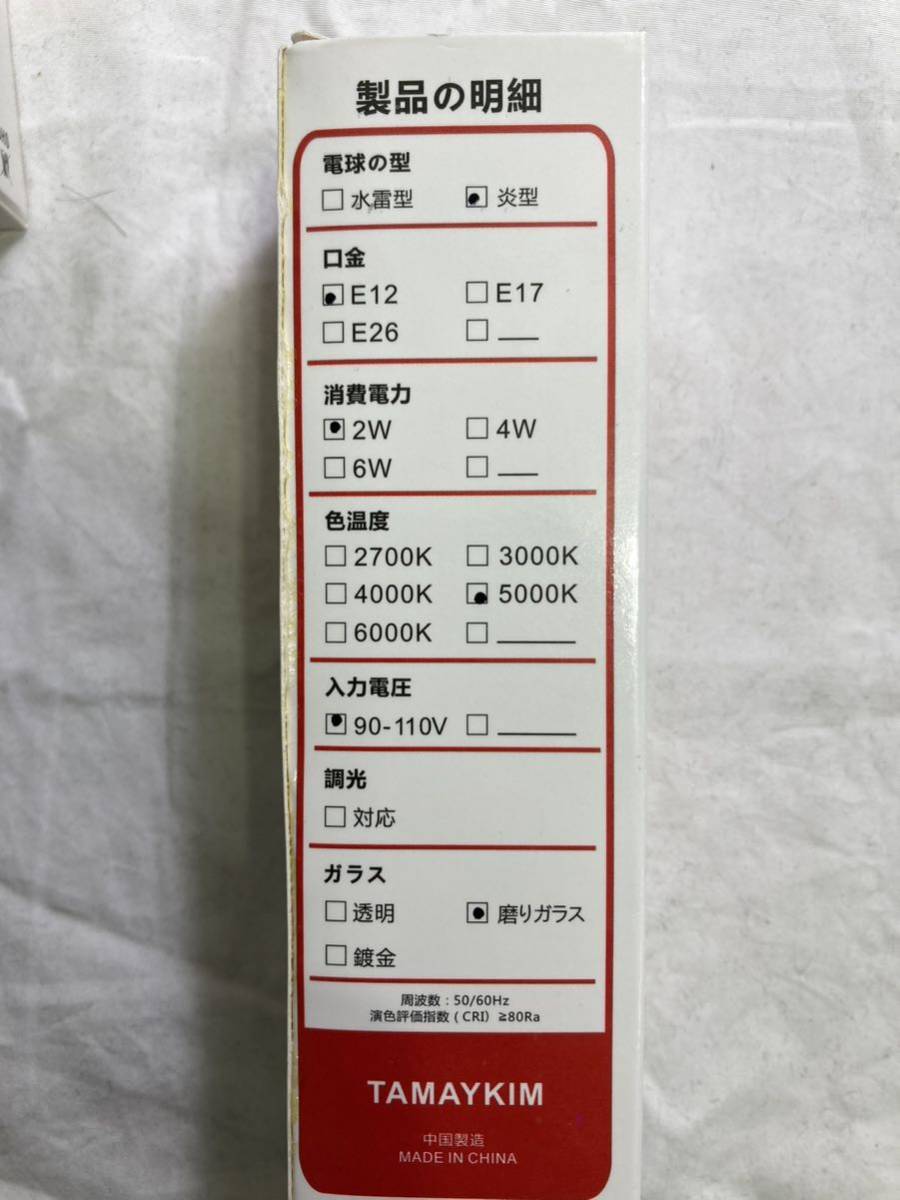 製品の明細
電球の型
□ 水雷型 ☑ 炎型
口金
☑ E12 □ E17
□ E26 □ __
消費電力
☑ 2W □ 4W
□ 6W □ __
色温度
□ 2700K □ 3000K
□ 4000K ☑ 5000K
□ 6000K □ ____
入力電圧
☑ 90-110V □ ____
調光
□ 対応
ガラス
□ 透明 ☑ 磨りガラス
□ 鍍金
周波数:50/60Hz
演色評価指数(CRI) ≧80Ra
TAMAYKIM
中国製造
MADE IN CHINA